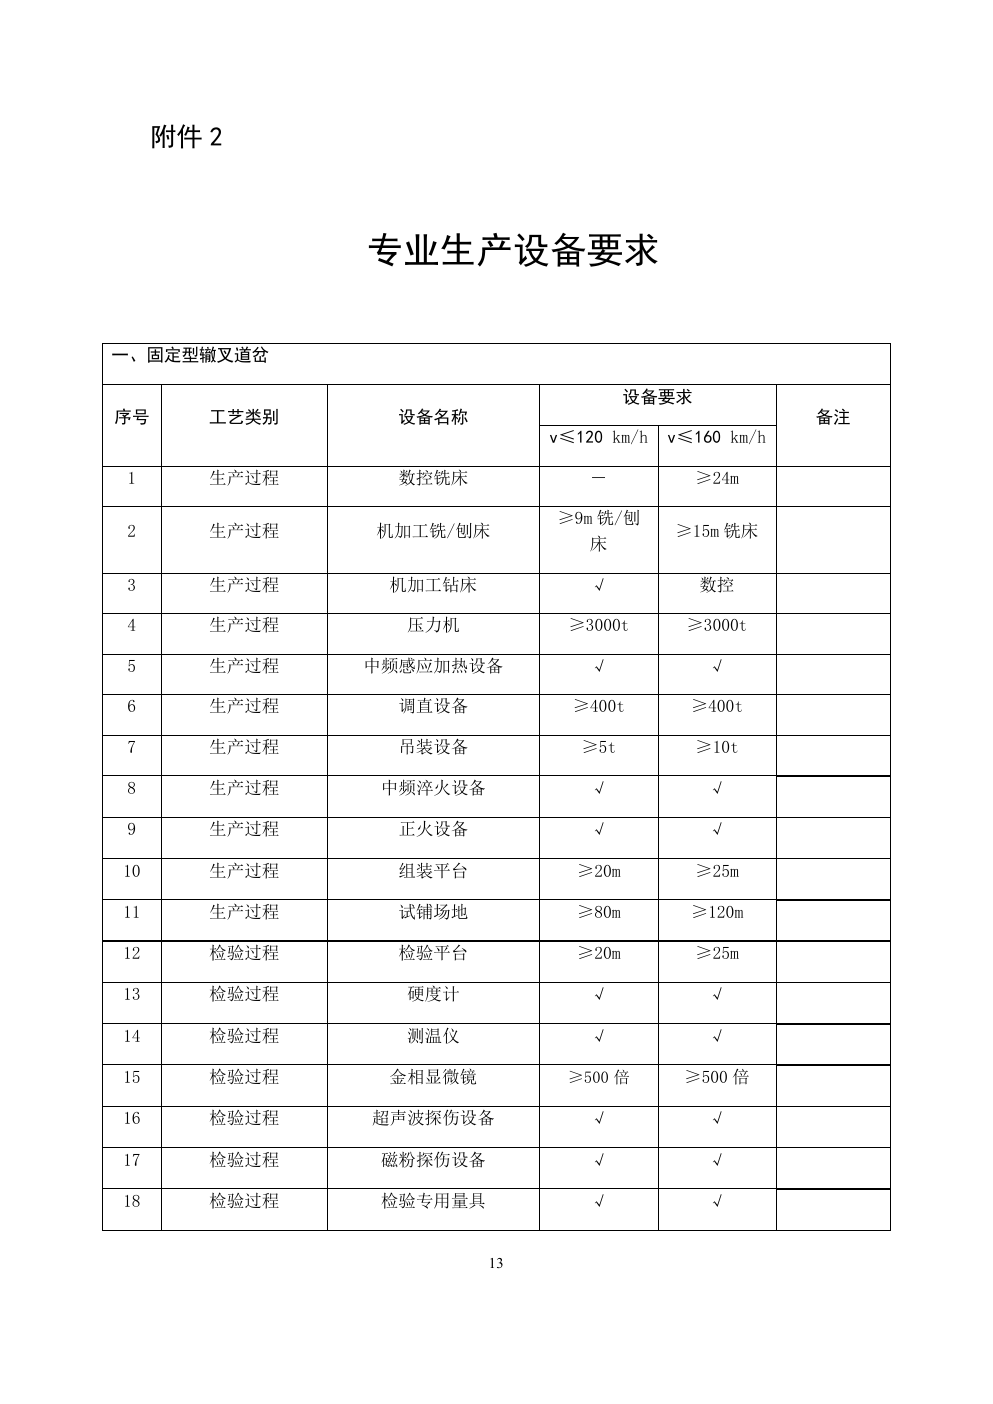 附件 2
专业生产设备要求
一、固定型辙叉道岔
序号 工艺类别 设备名称 设备要求 备注
v≤120 km/h v≤160 km/h
1 生产过程 数控铣床 — ≥24m
2 生产过程 机加工铣/刨床 ≥9m 铣/刨
床 ≥15m 铣床
3 生产过程 机加工钻床 √ 数控
4 生产过程 压力机 ≥3000t ≥3000t
5 生产过程 中频感应加热设备 √ √
6 生产过程 调直设备 ≥400t ≥400t
7 生产过程 吊装设备 ≥5t ≥10t
8 生产过程 中频淬火设备 √ √
9 生产过程 正火设备 √ √
10 生产过程 组装平台 ≥20m ≥25m
11 生产过程 试铺场地 ≥80m ≥120m
12 检验过程 检验平台 ≥20m ≥25m
13 检验过程 硬度计 √ √
14 检验过程 测温仪 √ √
15 检验过程 金相显微镜 ≥500 倍 ≥500 倍
16 检验过程 超声波探伤设备 √ √
17 检验过程 磁粉探伤设备 √ √
18 检验过程 检验专用量具 √ √
13